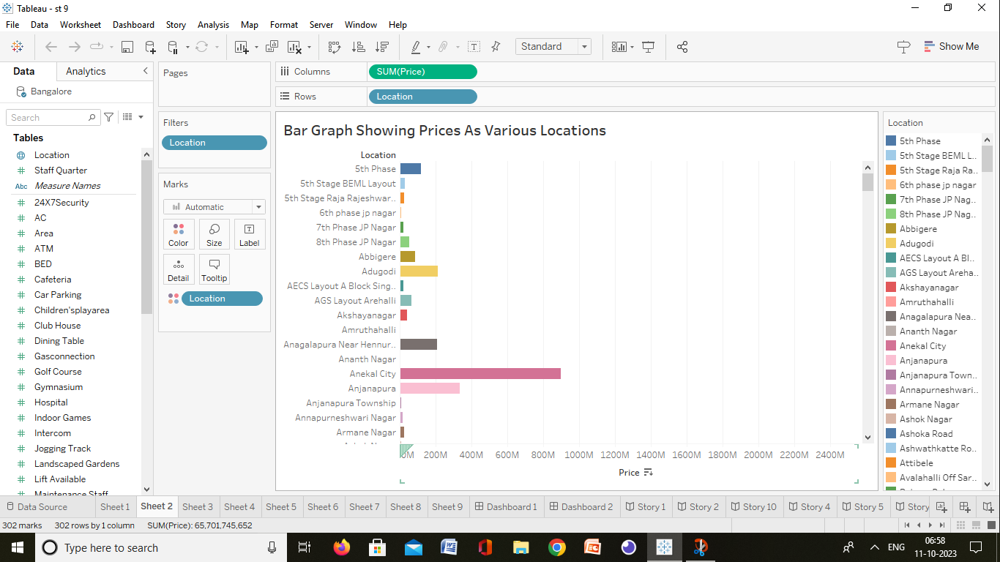 Tableau - st 9
File Data Worksheet Dashboard Story Analysis Map Format Server Window Help
Standard
Show Me
Data Analytics
Bangalore
Search
Tables
Location
Staff Quarter
Abc Measure Names
24X7Security
AC
Area
ATM
BED
Cafeteria
Car Parking
Children'splayarea
Club House
Dining Table
Gasconnection
Golf Course
Gymnasium
Hospital
Indoor Games
Intercom
Jogging Track
Landscaped Gardens
Lift Available
Maintenance Staff
Pages
Filters
Location
Marks
Automatic
Color Size Label
Detail Tooltip
Location
Columns SUM(Price)
Rows Location
Bar Graph Showing Prices As Various Locations
Location
5th Phase
5th Stage BEML Layout
5th Stage Raja Rajeshwar..
6th phase jp nagar
7th Phase JP Nagar
8th Phase JP Nagar
Abbigere
Adugodi
AECS Layout A Block Sing..
AGS Layout Arehalli
Akshayanagar
Amruthahalli
Anagalapura Near Hennur..
Ananth Nagar
Anekal City
Anjanapura
Anjanapura Township
Annapurneshwari Nagar
Armane Nagar
0M 200M 400M 600M 800M 1000M 1200M 1400M 1600M 1800M 2000M 2200M 2400M
Price
Location
5th Phase
5th Stage BEML L..
5th Stage Raja Ra..
6th phase jp nagar
7th Phase JP Nag..
8th Phase JP Nag..
Abbigere
Adugodi
AECS Layout A Bl..
AGS Layout Areha..
Akshayanagar
Amruthahalli
Anagalapura Nea..
Ananth Nagar
Anekal City
Anjanapura
Anjanapura Town..
Annapurneshwari..
Armane Nagar
Ashok Nagar
Ashoka Road
Ashwathkatte Ro..
Attibele
Avalahalli Off Sar..
Data Source Sheet 1 Sheet 2 Sheet 3 Sheet 4 Sheet 5 Sheet 6 Sheet 7 Sheet 8 Sheet 9 Dashboard 1 Dashboard 2 Story 1 Story 2 Story 10 Story 4 Story 5 Story
302 marks 302 rows by 1 column SUM(Price): 65,701,745,652
Type here to search
ENG
06:58
11-10-2023